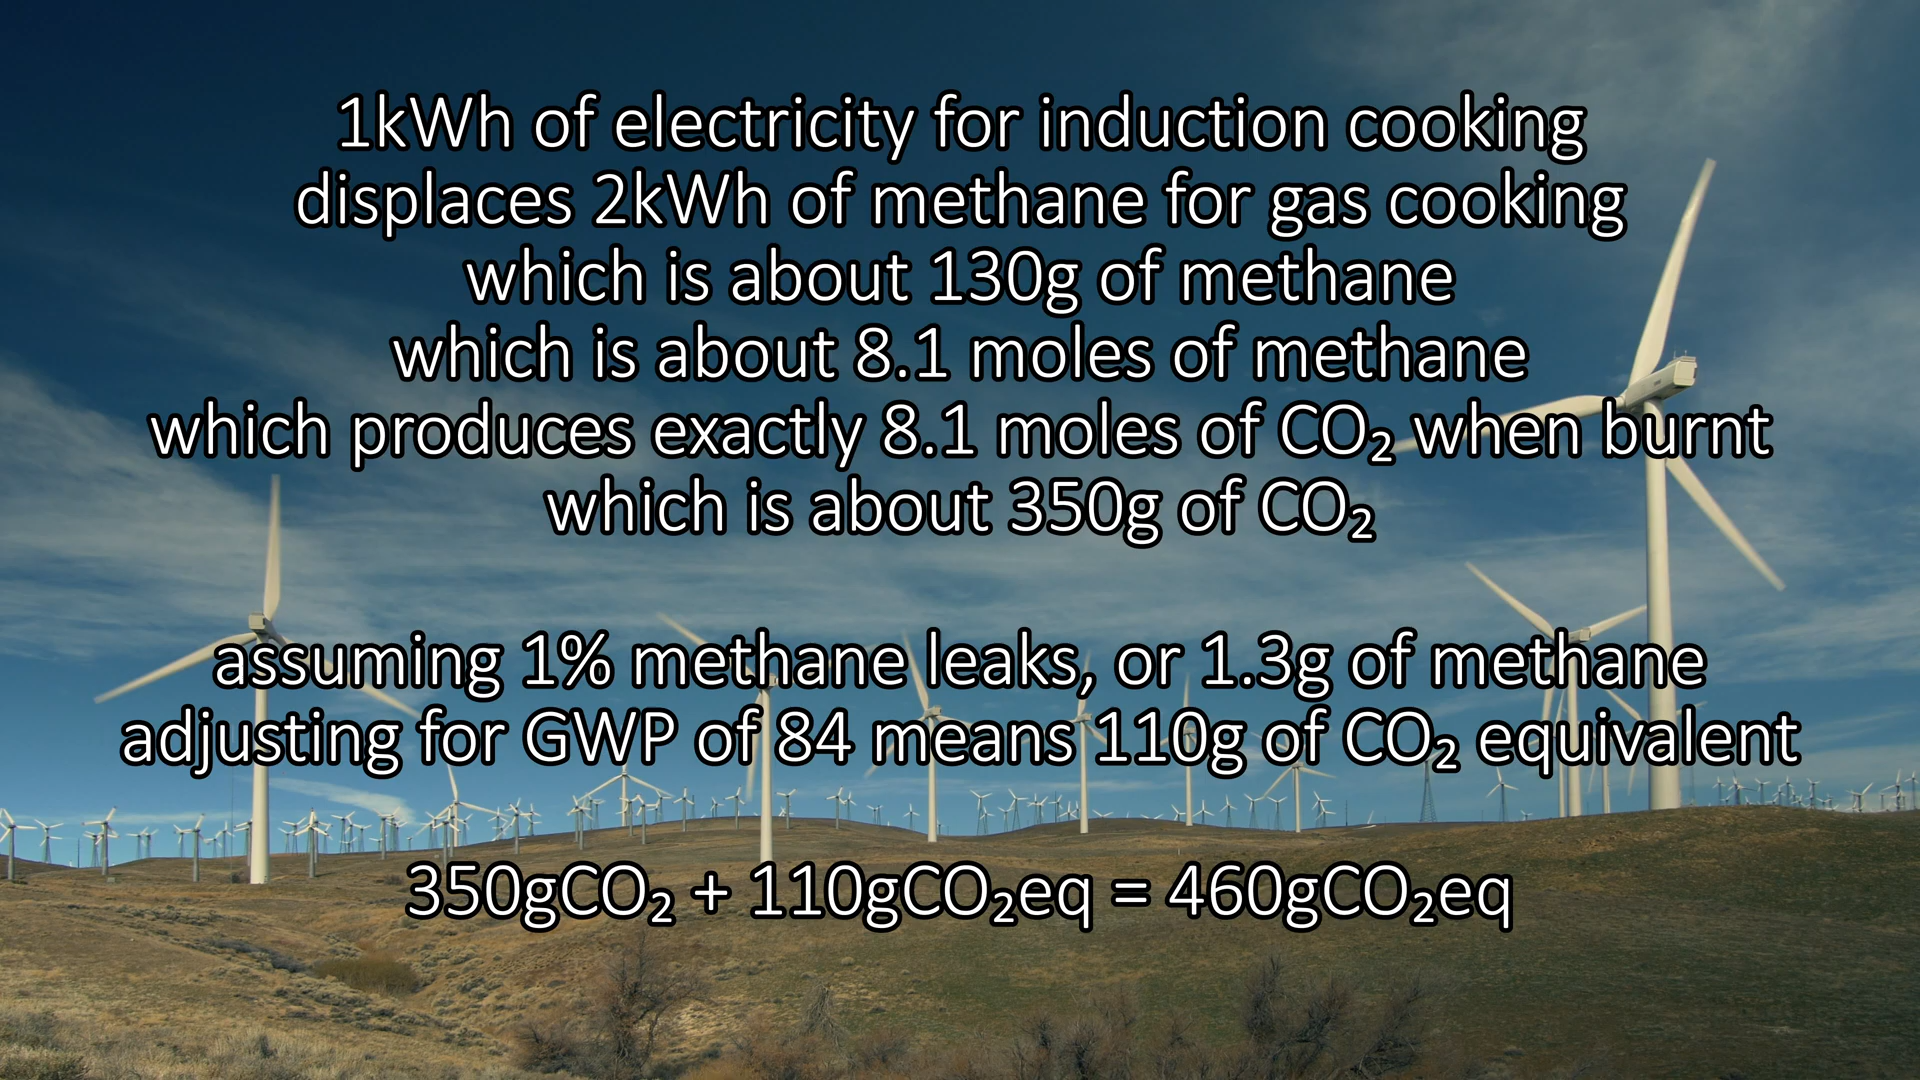 1kWh of electricity for induction cooking
displaces 2kWh of methane for gas cooking
which is about 130g of methane
which is about 8.1 moles of methane
which produces exactly 8.1 moles of CO₂ when burnt
which is about 350g of CO₂
assuming 1% methane leaks, or 1.3g of methane
adjusting for GWP of 84 means 110g of CO₂ equivalent
350gCO₂ + 110gCO₂eq = 460gCO₂eq